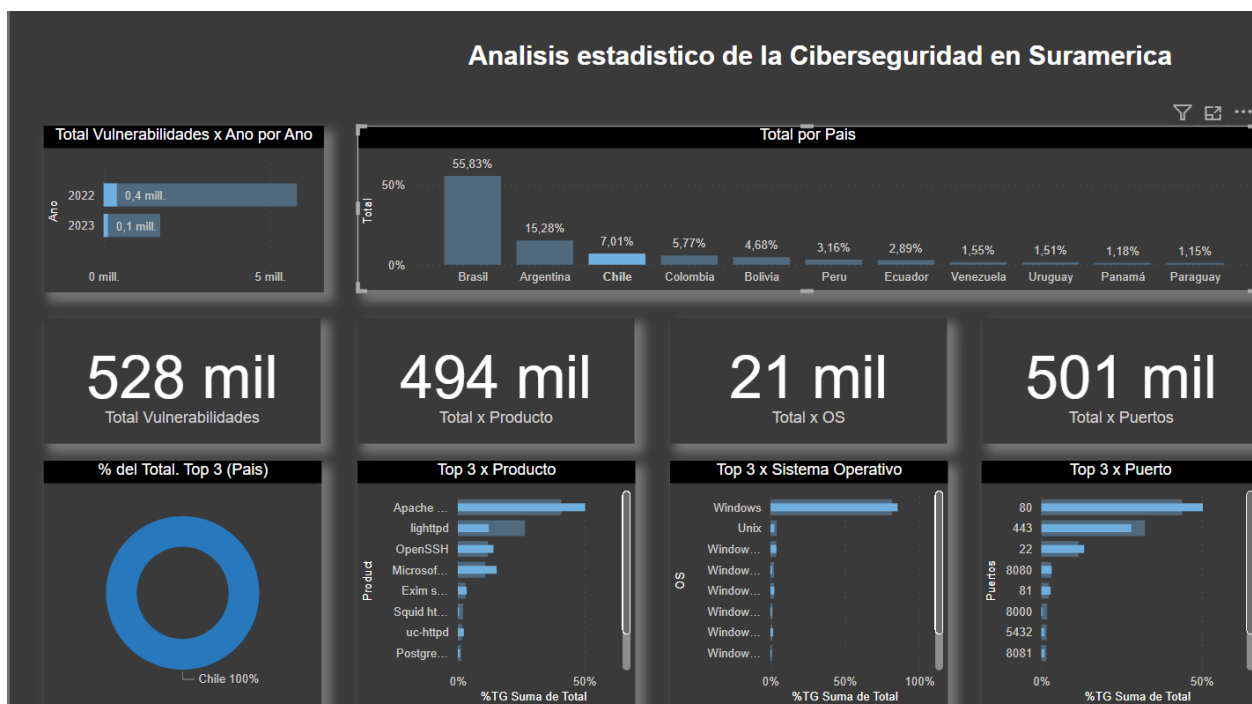 Analisis estadistico de la Ciberseguridad en Suramerica
Total Vulnerabilidades x Ano por Ano
Ano
2022
0,4 mill.
2023
0,1 mill.
0 mill.
5 mill.
Total por Pais
Total
50%
0%
55,83%
15,28%
7,01%
5,77%
4,68%
3,16%
2,89%
1,55%
1,51%
1,18%
1,15%
Brasil
Argentina
Chile
Colombia
Bolivia
Peru
Ecuador
Venezuela
Uruguay
Panamá
Paraguay
528 mil
Total Vulnerabilidades
494 mil
Total x Producto
21 mil
Total x OS
501 mil
Total x Puertos
% del Total. Top 3 (Pais)
Chile 100%
Top 3 x Producto
Product
Apache ...
lighttpd
OpenSSH
Microsof...
Exim s...
Squid ht...
uc-httpd
Postgre...
0%
50%
%TG Suma de Total
Top 3 x Sistema Operativo
OS
Windows
Unix
Window...
Window...
Window...
Window...
Window...
Window...
0%
50%
100%
%TG Suma de Total
Top 3 x Puerto
Puertos
80
443
22
8080
81
8000
5432
8081
0%
50%
%TG Suma de Total